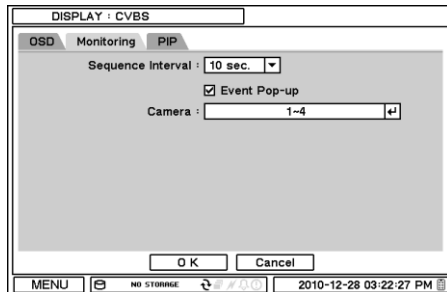 DISPLAY : CVBS
OSD Monitoring PIP
Sequence Interval : 10 sec.
Event Pop-up
Camera : 1~4
O K Cancel
MENU NO STORAGE 2010-12-28 03:22:27 PM